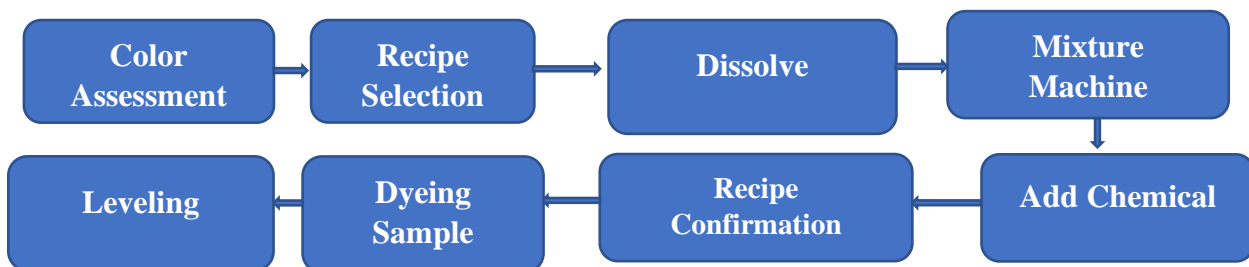 Color
Assessment
Recipe
Selection
Dissolve
Mixture
Machine
Add Chemical
Recipe
Confirmation
Dyeing
Sample
Leveling